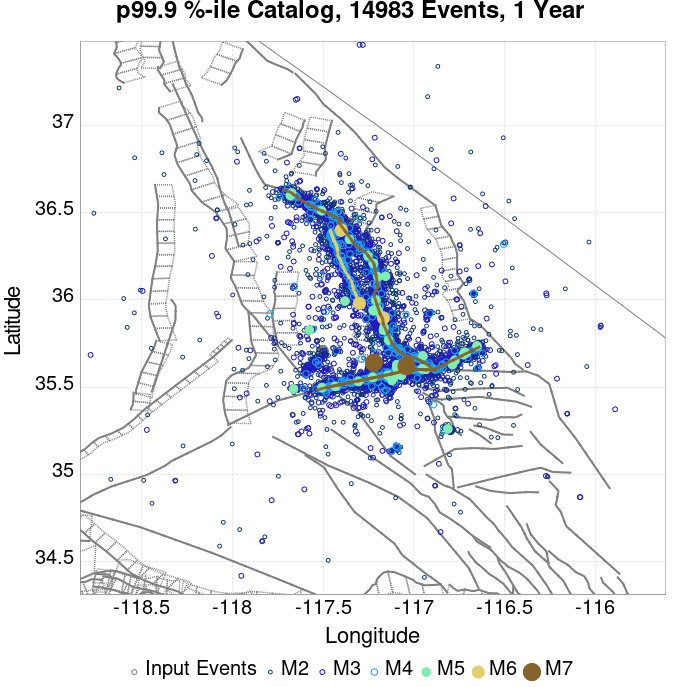 p99.9 %-ile Catalog, 14983 Events, 1 Year
37
36.5
36
35.5
35
34.5
Latitude
-118.5 -118 -117.5 -117 -116.5 -116
Longitude
Input Events M2 M3 M4 M5 M6 M7